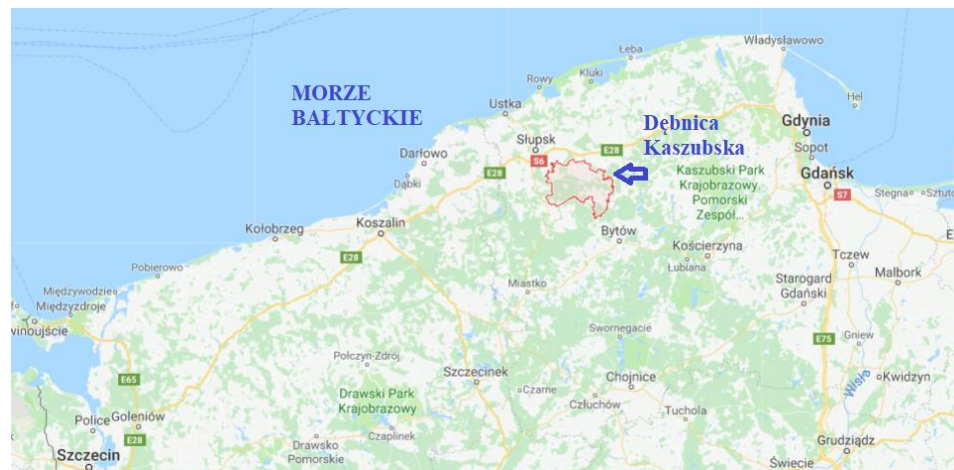 Władysławowo
Łeba
Kluki
Rowy
Hel
MORZE
BAŁTYCKIE
Ustka
Gdynia
Dębnica
Kaszubska
Słupsk
E28
Sopot
Darłowo
S6
E28
Kaszubski Park
Krajobrazowy,
Pomorski
Zespół...
Gdańsk
Dąbki
S7
Stegna
Sztuto
Kołobrzeg
Koszalin
Bytów
Kościerzyna
E28
Tczew
Pobierowo
Łubiana
Malbork
Miastko
Starogard
Gdański
Międzywodzie
Międzyzdroje
winoujście
Swornegacie
E75
Gniew
Połczyn-Zdrój
Szczecinek
Chojnice
Wisła
Kwidzyn
E65
Czarne
Drawski Park
Krajobrazowy
Człuchów
Tuchola
Police
Goleniów
Czaplinek
E28
Drawsko
Pomorskie
Grudziądz
Szczecin
Świecie